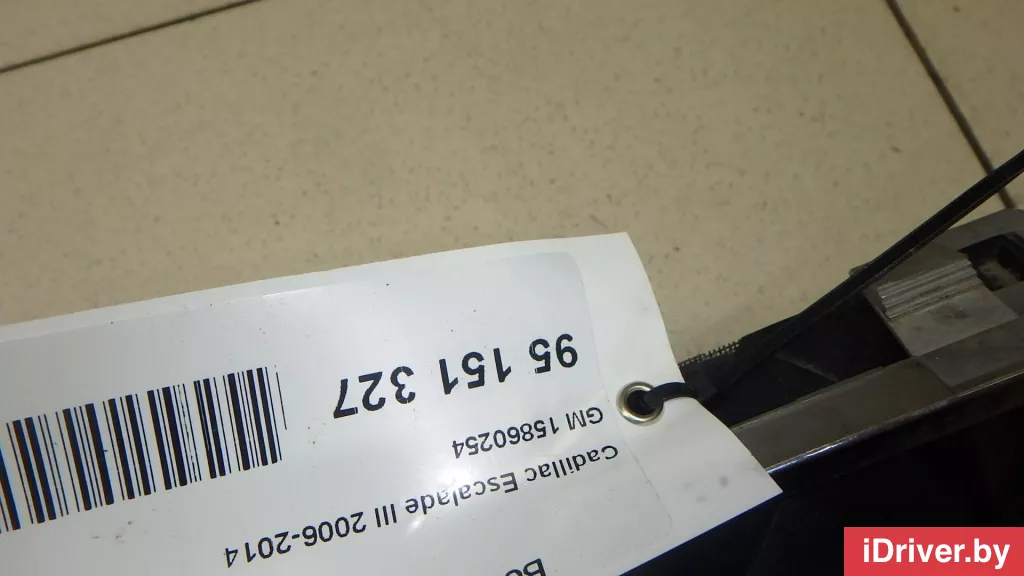 Cadillac Escalade III 2006-2014
GM 15860254
95 151 327
iDriver.by